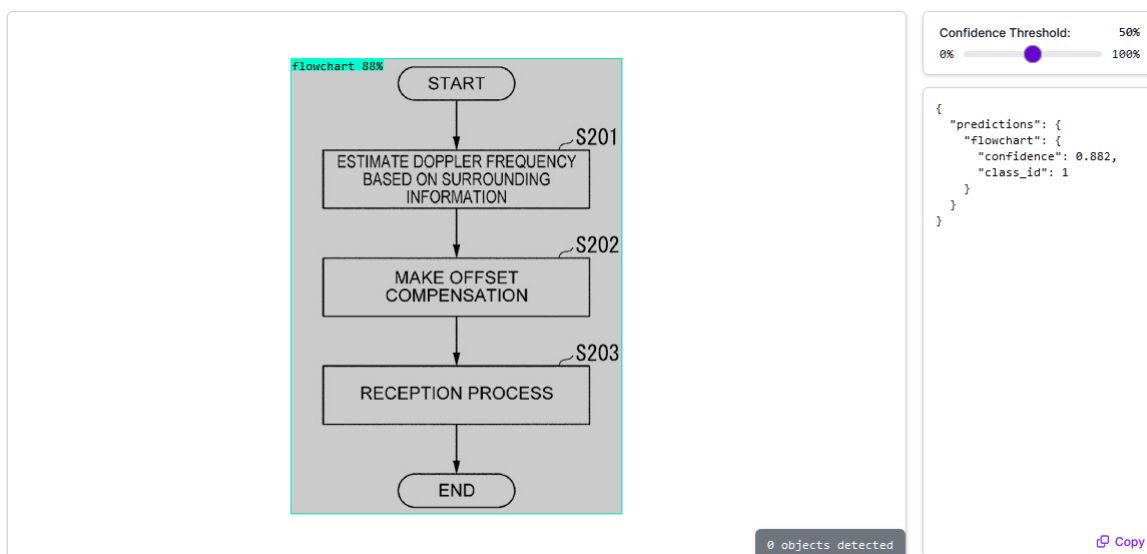 flowchart 88%
START
S201
ESTIMATE DOPPLER FREQUENCY
BASED ON SURROUNDING
INFORMATION
S202
MAKE OFFSET
COMPENSATION
S203
RECEPTION PROCESS
END
0 objects detected
Confidence Threshold: 50%
0% 100%
{
"predictions": {
"flowchart": {
"confidence": 0.882,
"class_id": 1
}
}
}
Copy